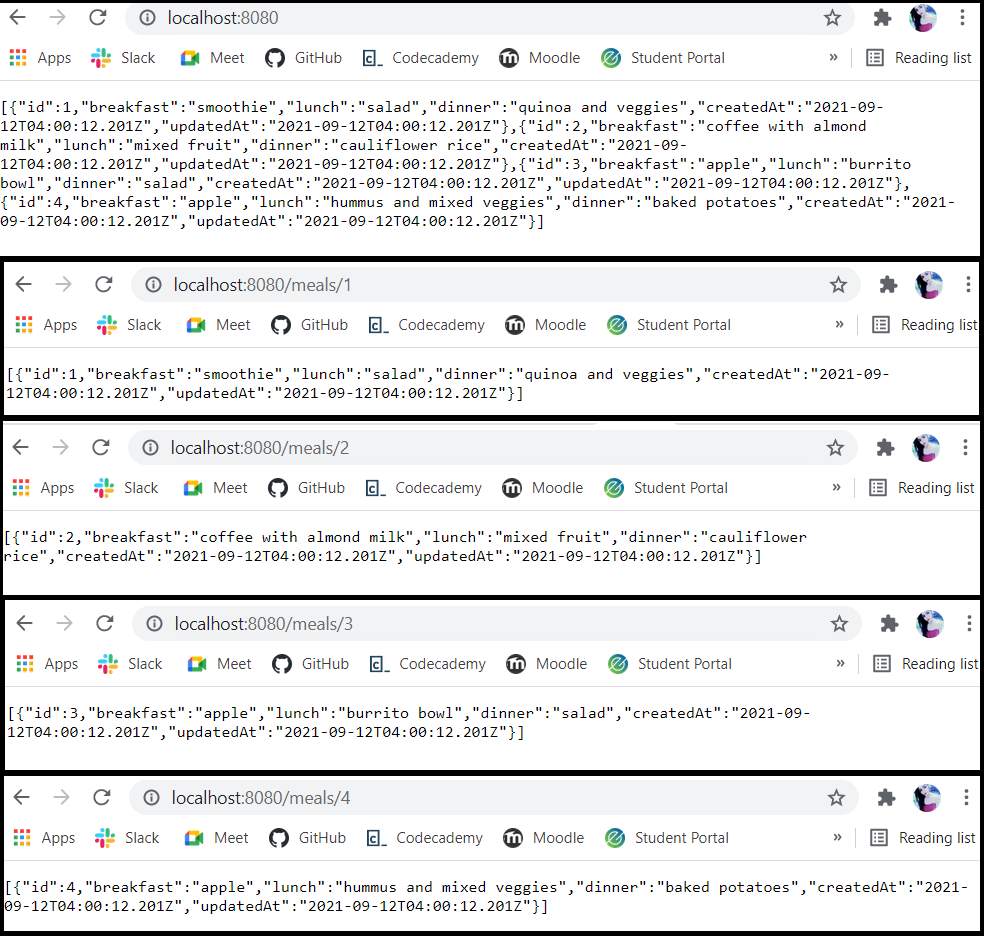 localhost:8080
Apps Slack Meet GitHub Codecademy Moodle Student Portal » Reading list
[{"id":1,"breakfast":"smoothie","lunch":"salad","dinner":"quinoa and veggies","createdAt":"2021-09-
12T04:00:12.201Z","updatedAt":"2021-09-12T04:00:12.201Z"},{"id":2,"breakfast":"coffee with almond
milk","lunch":"mixed fruit","dinner":"cauliflower rice","createdAt":"2021-09-
12T04:00:12.201Z","updatedAt":"2021-09-12T04:00:12.201Z"},{"id":3,"breakfast":"apple","lunch":"burrito
bowl","dinner":"salad","createdAt":"2021-09-12T04:00:12.201Z","updatedAt":"2021-09-12T04:00:12.201Z"},
{"id":4,"breakfast":"apple","lunch":"hummus and mixed veggies","dinner":"baked potatoes","createdAt":"2021-
09-12T04:00:12.201Z","updatedAt":"2021-09-12T04:00:12.201Z"}]
localhost:8080/meals/1
Apps Slack Meet GitHub Codecademy Moodle Student Portal » Reading list
[{"id":1,"breakfast":"smoothie","lunch":"salad","dinner":"quinoa and veggies","createdAt":"2021-09-
12T04:00:12.201Z","updatedAt":"2021-09-12T04:00:12.201Z"}]
localhost:8080/meals/2
Apps Slack Meet GitHub Codecademy Moodle Student Portal » Reading list
[{"id":2,"breakfast":"coffee with almond milk","lunch":"mixed fruit","dinner":"cauliflower
rice","createdAt":"2021-09-12T04:00:12.201Z","updatedAt":"2021-09-12T04:00:12.201Z"}]
localhost:8080/meals/3
Apps Slack Meet GitHub Codecademy Moodle Student Portal » Reading list
[{"id":3,"breakfast":"apple","lunch":"burrito bowl","dinner":"salad","createdAt":"2021-09-
12T04:00:12.201Z","updatedAt":"2021-09-12T04:00:12.201Z"}]
localhost:8080/meals/4
Apps Slack Meet GitHub Codecademy Moodle Student Portal » Reading list
[{"id":4,"breakfast":"apple","lunch":"hummus and mixed veggies","dinner":"baked potatoes","createdAt":"2021-
09-12T04:00:12.201Z","updatedAt":"2021-09-12T04:00:12.201Z"}]